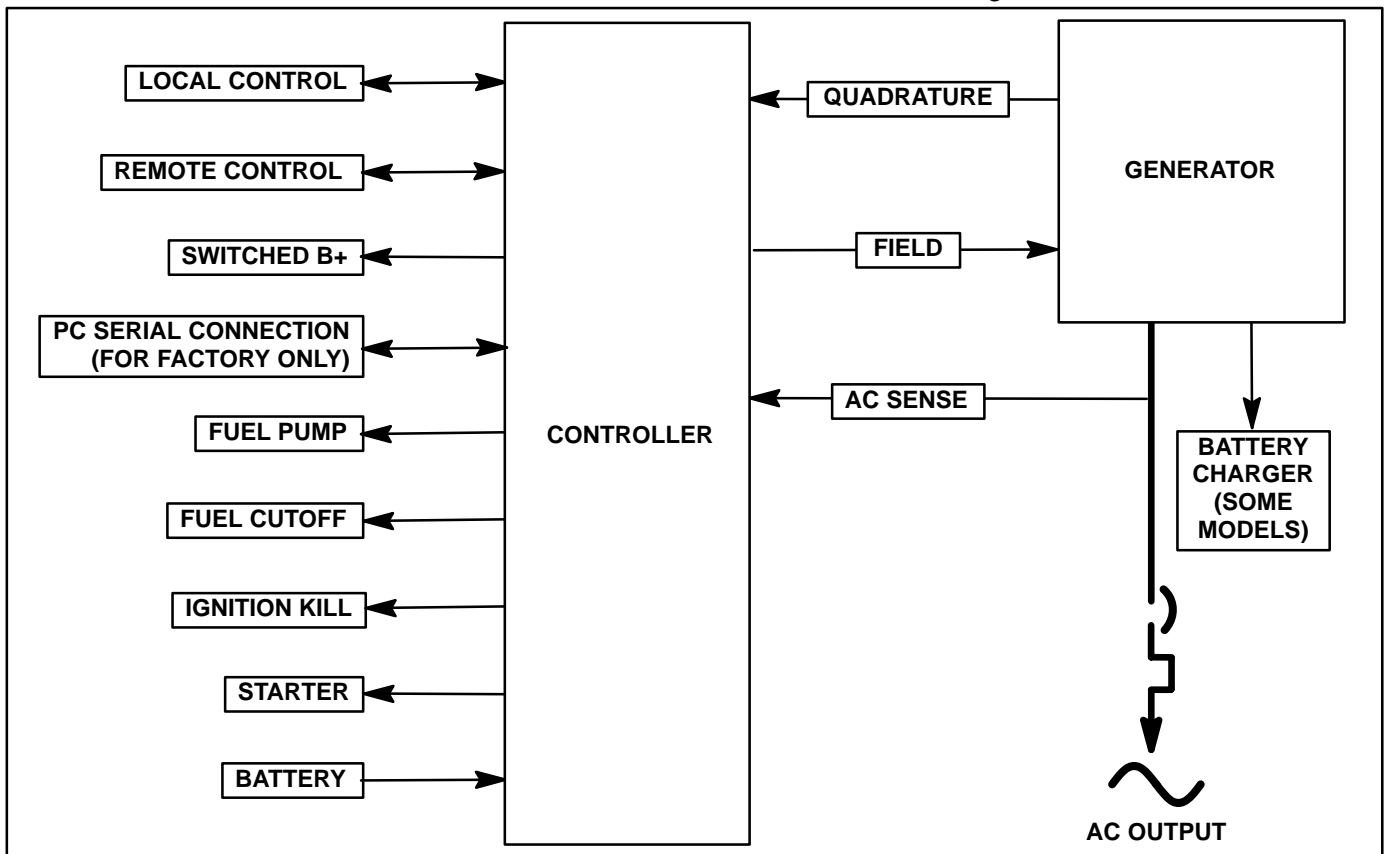 LOCAL CONTROL
REMOTE CONTROL
SWITCHED B+
PC SERIAL CONNECTION
(FOR FACTORY ONLY)
FUEL PUMP
FUEL CUTOFF
IGNITION KILL
STARTER
BATTERY
CONTROLLER
QUADRATURE
FIELD
AC SENSE
GENERATOR
BATTERY
CHARGER
(SOME
MODELS)
AC OUTPUT